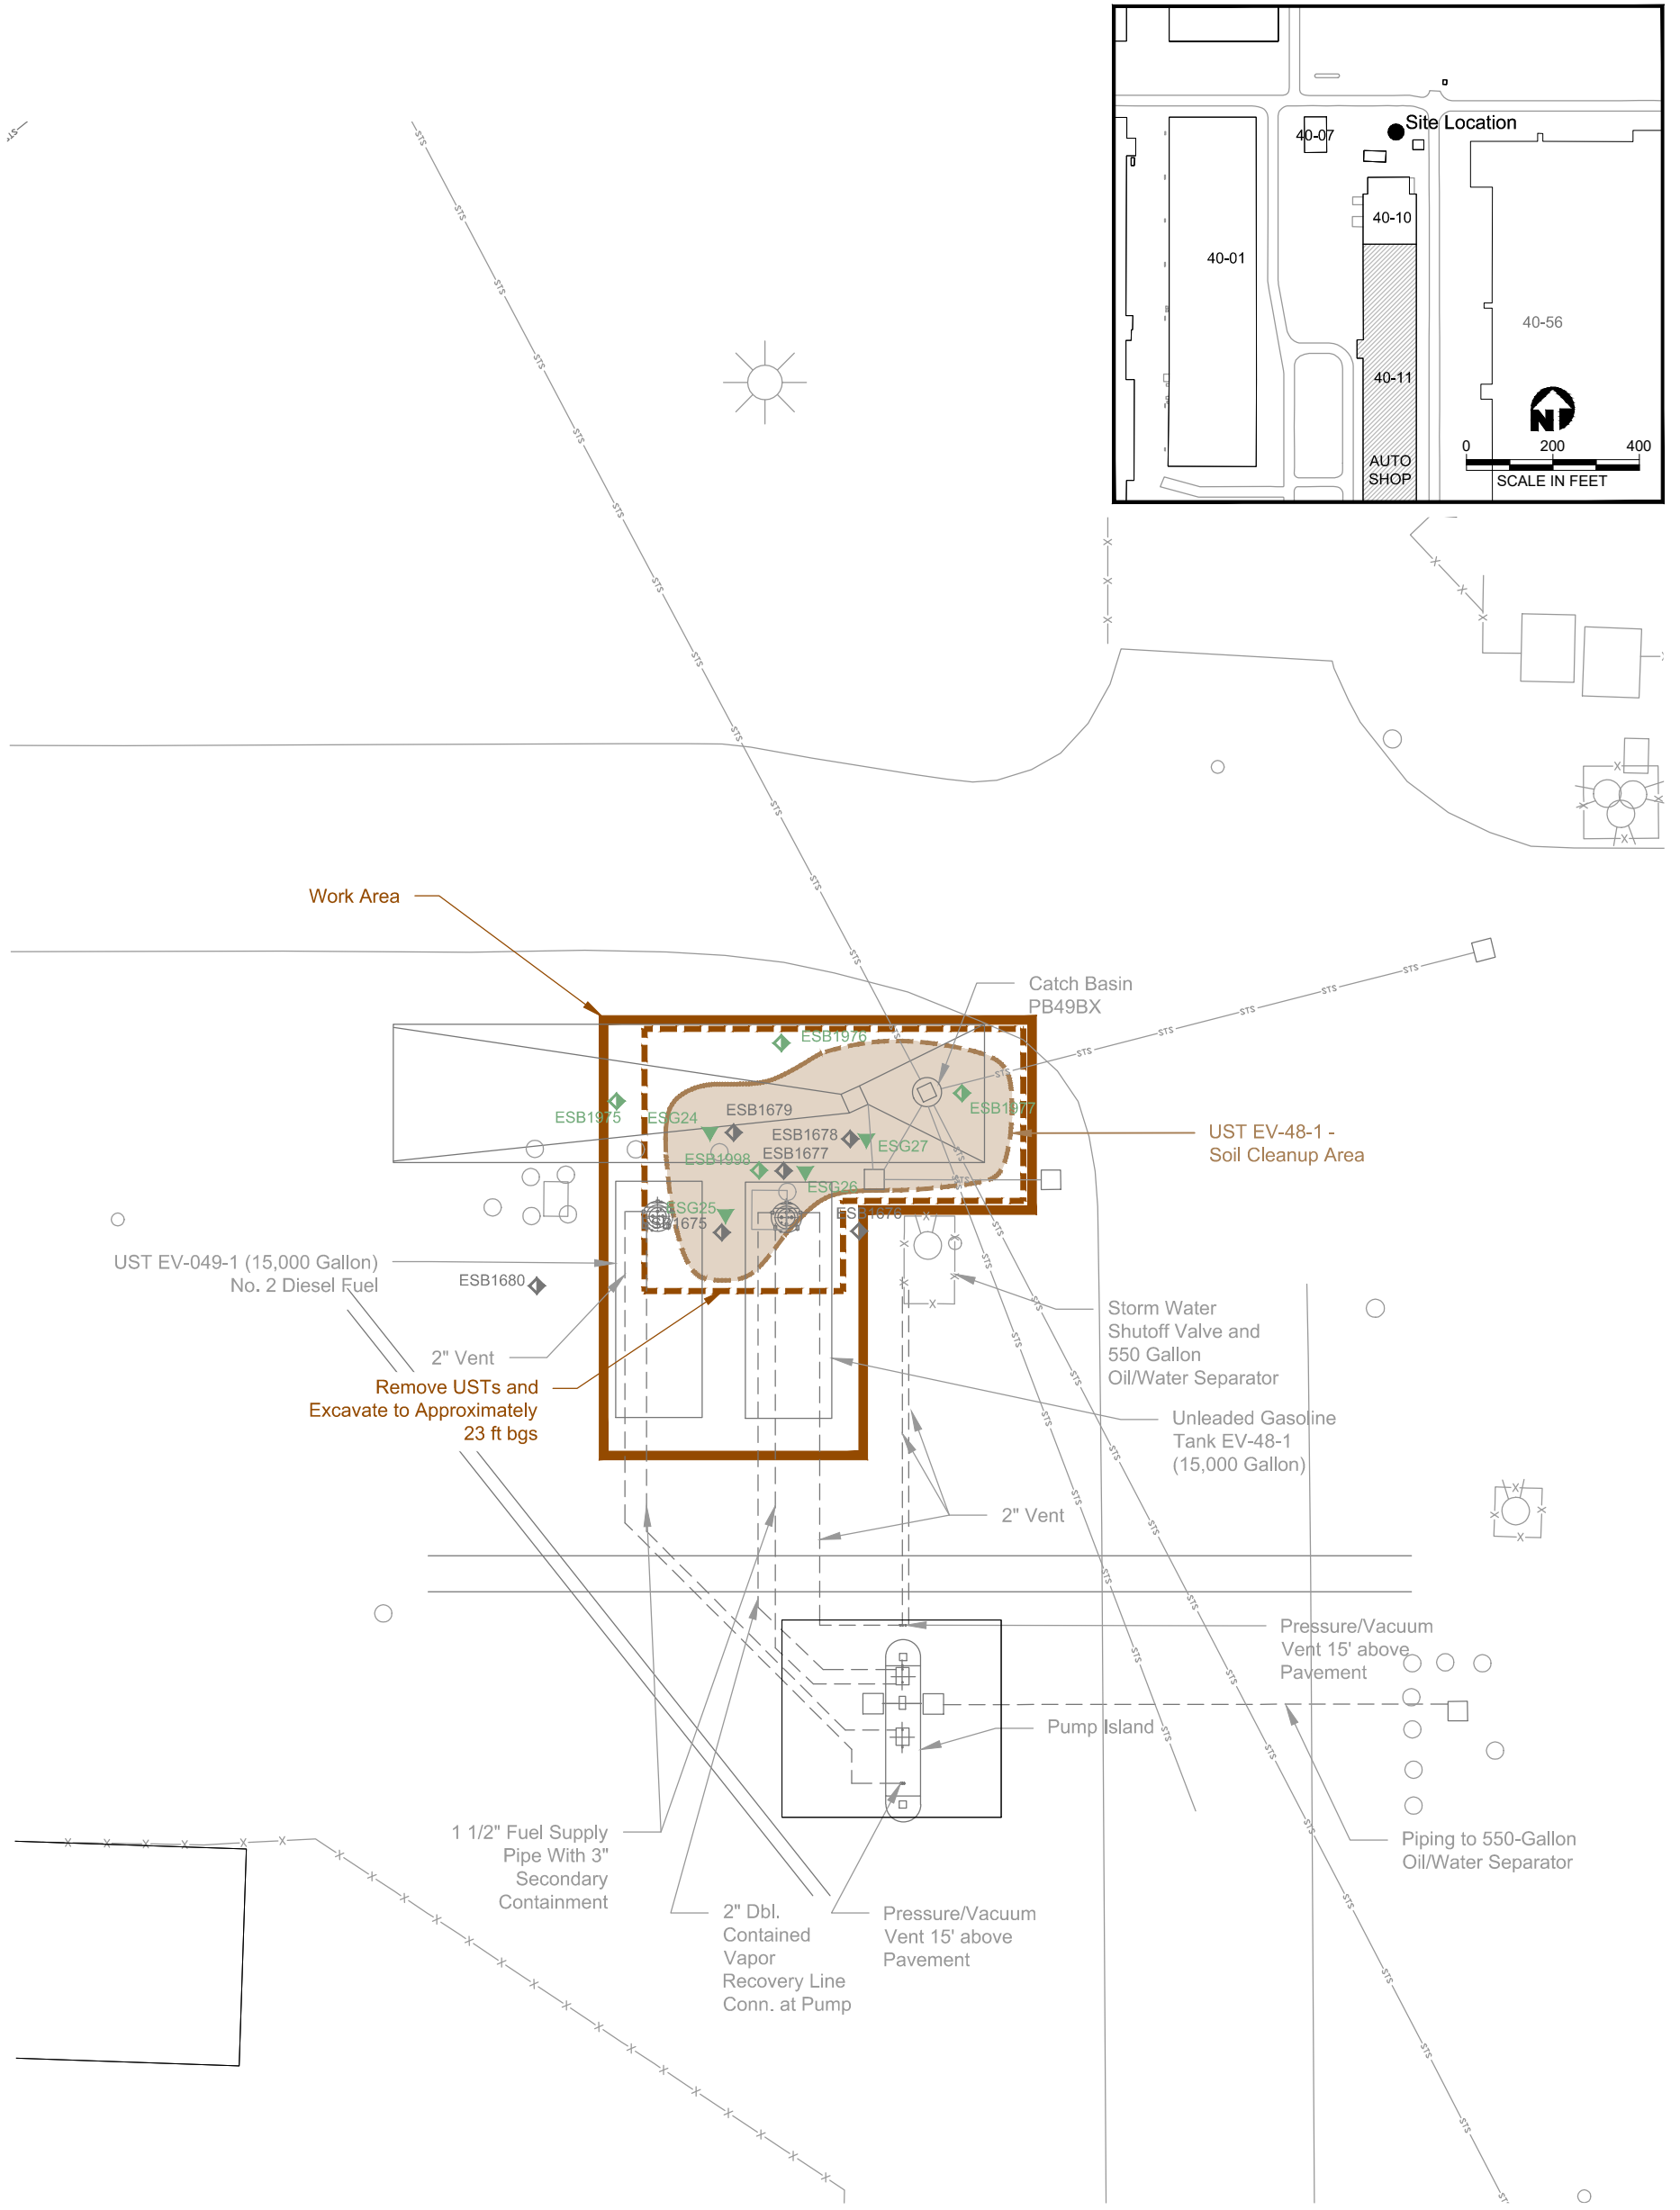 Site Location
40-07
40-10
40-01
40-56
40-11
0 200 400
AUTO
SHOP
SCALE IN FEET
N
Work Area
Catch Basin
PB49BX
ESB1976
ESB1975
ESG24
ESB1679
ESB1977
ESB1678
ESG27
ESB1998
ESB1677
ESG26
UST EV-48-1 -
Soil Cleanup Area
ESG25
1675
ESB1676
UST EV-049-1 (15,000 Gallon)
No. 2 Diesel Fuel
ESB1680
2" Vent
Remove USTs and
Excavate to Approximately
23 ft bgs
Storm Water
Shutoff Valve and
550 Gallon
Oil/Water Separator
Unleaded Gasoline
Tank EV-48-1
(15,000 Gallon)
2" Vent
Pressure/Vacuum
Vent 15' above
Pavement
Pump Island
1 1/2" Fuel Supply
Pipe With 3"
Secondary
Containment
2" Dbl.
Contained
Vapor
Recovery Line
Conn. at Pump
Pressure/Vacuum
Vent 15' above
Pavement
Piping to 550-Gallon
Oil/Water Separator
STS